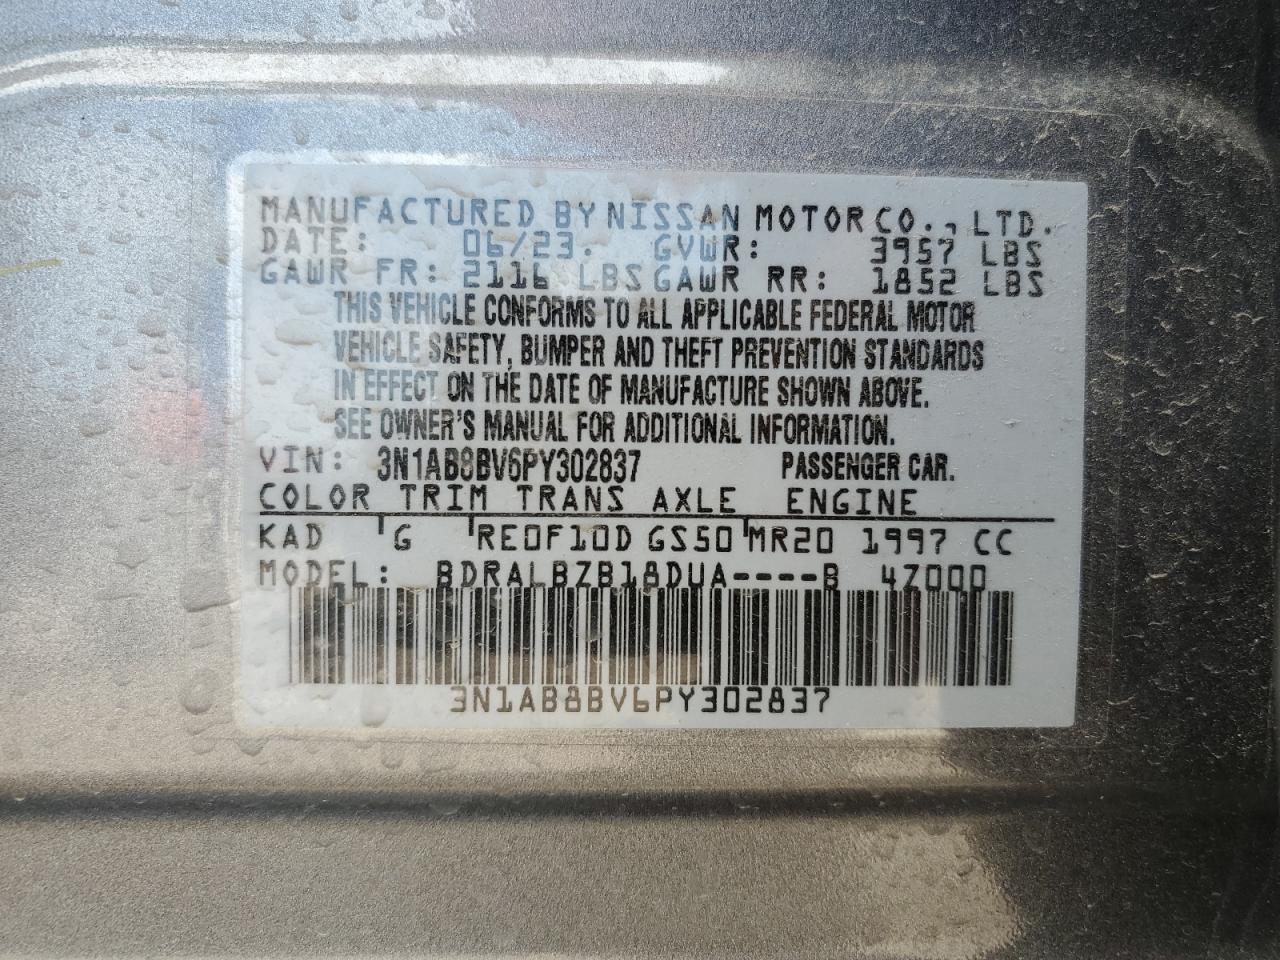 MANUFACTURED BY NISSAN MOTOR CO., LTD.
DATE: 06/23. GVWR: 3957 LBS
GAWR FR: 2116 LBS GAWR RR: 1852 LBS
THIS VEHICLE CONFORMS TO ALL APPLICABLE FEDERAL MOTOR
VEHICLE SAFETY, BUMPER AND THEFT PREVENTION STANDARDS
IN EFFECT ON THE DATE OF MANUFACTURE SHOWN ABOVE.
SEE OWNER'S MANUAL FOR ADDITIONAL INFORMATION.
VIN: 3N1AB8BV6PY302837 PASSENGER CAR.
COLOR TRIM TRANS AXLE ENGINE
KAD G RE0F10D GS50 MR20 1997 CC
MODEL: BDRALBZB18DUA----B 4Z000
3N1AB8BV6PY302837